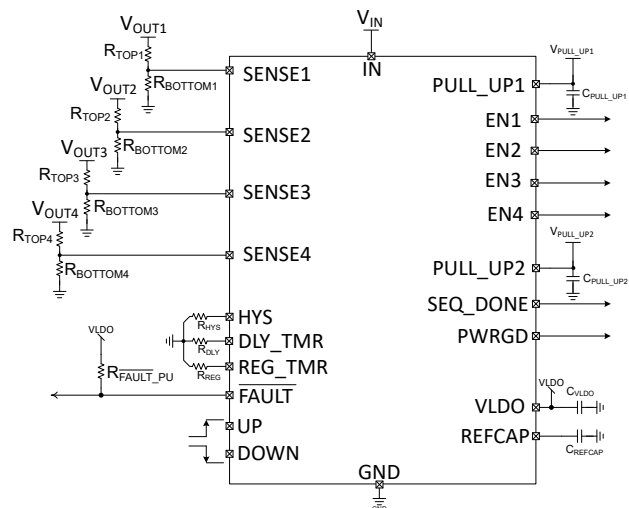 VIN
IN
VOUT1
RTOP1
RBOTTOM1
SENSE1
VOUT2
RTOP2
RBOTTOM2
SENSE2
VOUT3
RTOP3
RBOTTOM3
SENSE3
VOUT4
RTOP4
RBOTTOM4
SENSE4
HYS
RHYS
DLY_TMR
RDLY
REG_TMR
RREG
VLDO
RFAULT_PU
FAULT
UP
DOWN
GND
GND
VPULL_UP1
PULL_UP1
CPULL_UP1
EN1
EN2
EN3
EN4
VPULL_UP2
PULL_UP2
CPULL_UP2
SEQ_DONE
PWRGD
VLDO
CVLDO
VLDO
REFCAP
CREFCAP